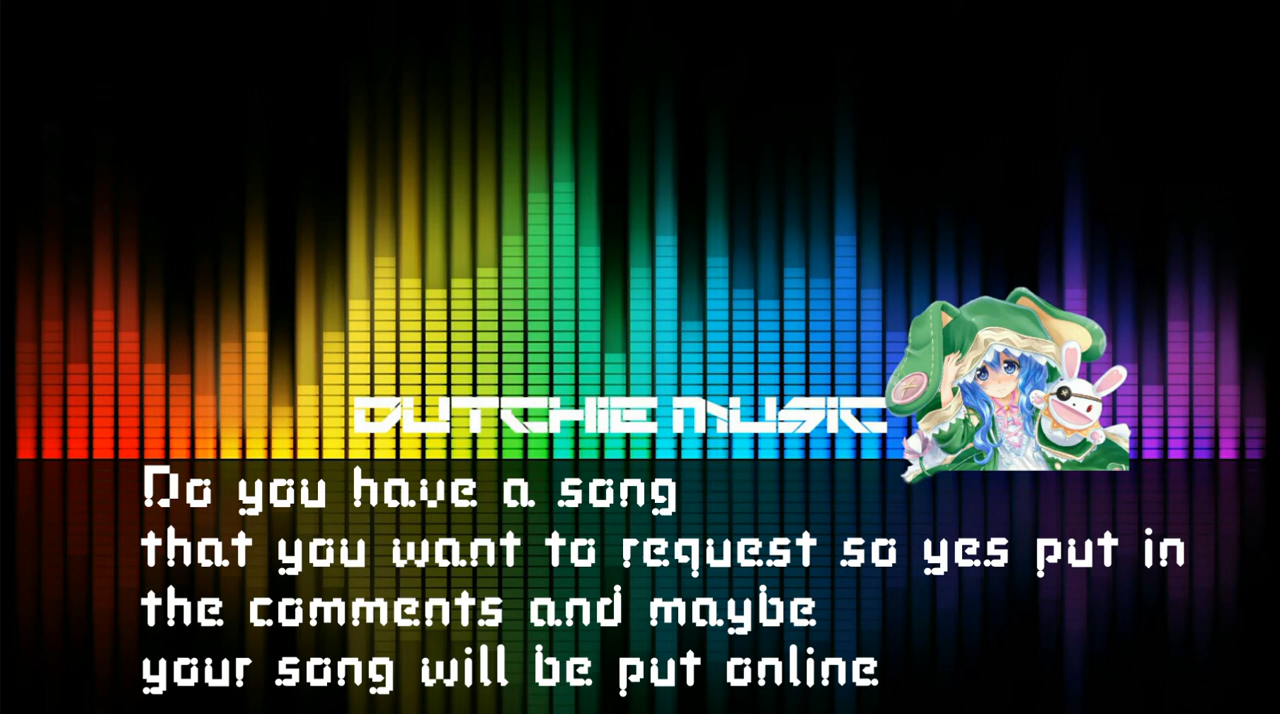 DUTCHIE MUSIC
Do you have a song
that you want to request so yes put in
the comments and maybe
your song will be put online